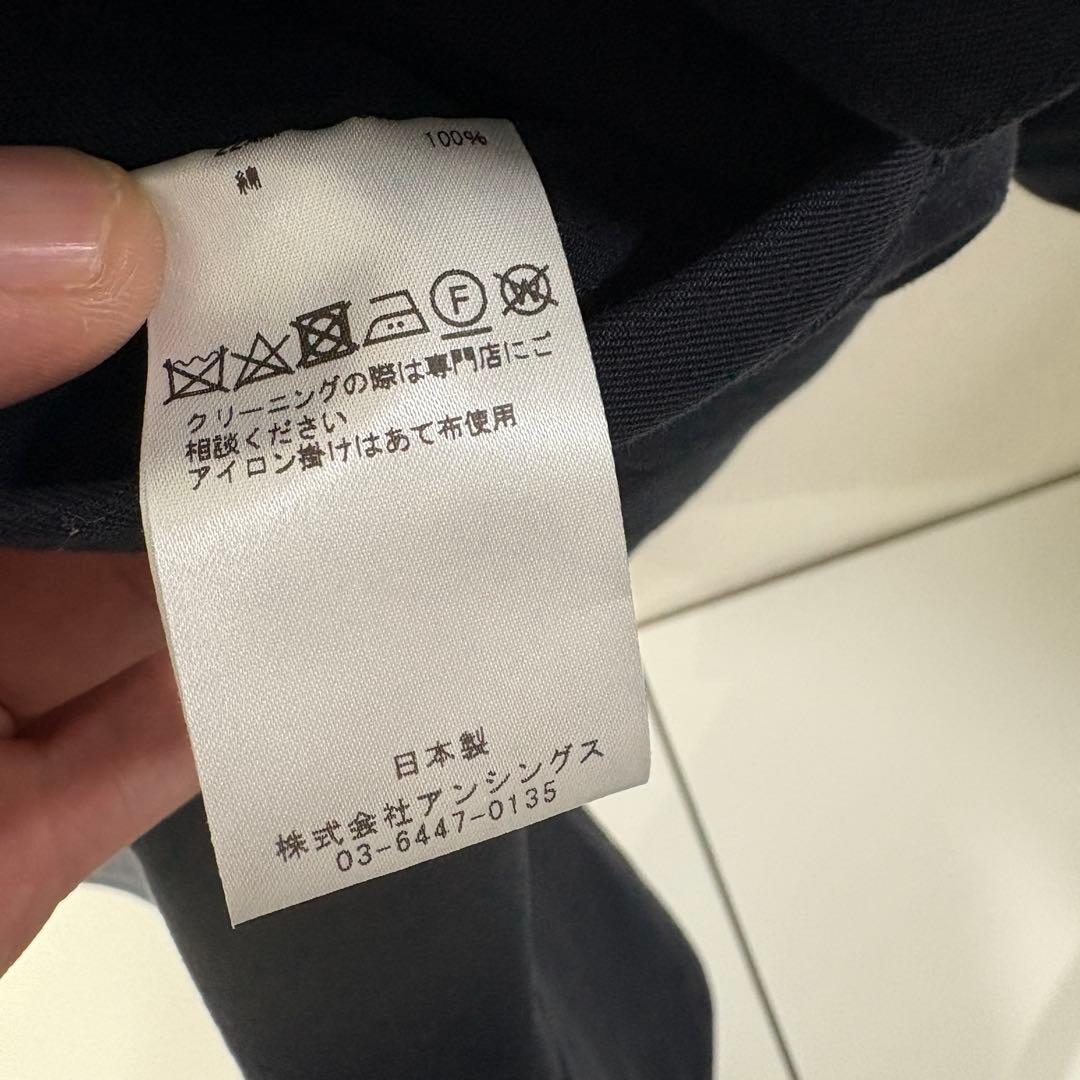 100%
綿
F
W
クリーニングの際は専門店にご
相談ください
アイロン掛けはあて布使用
日本製
株式会社アンシングス
03-6447-0135